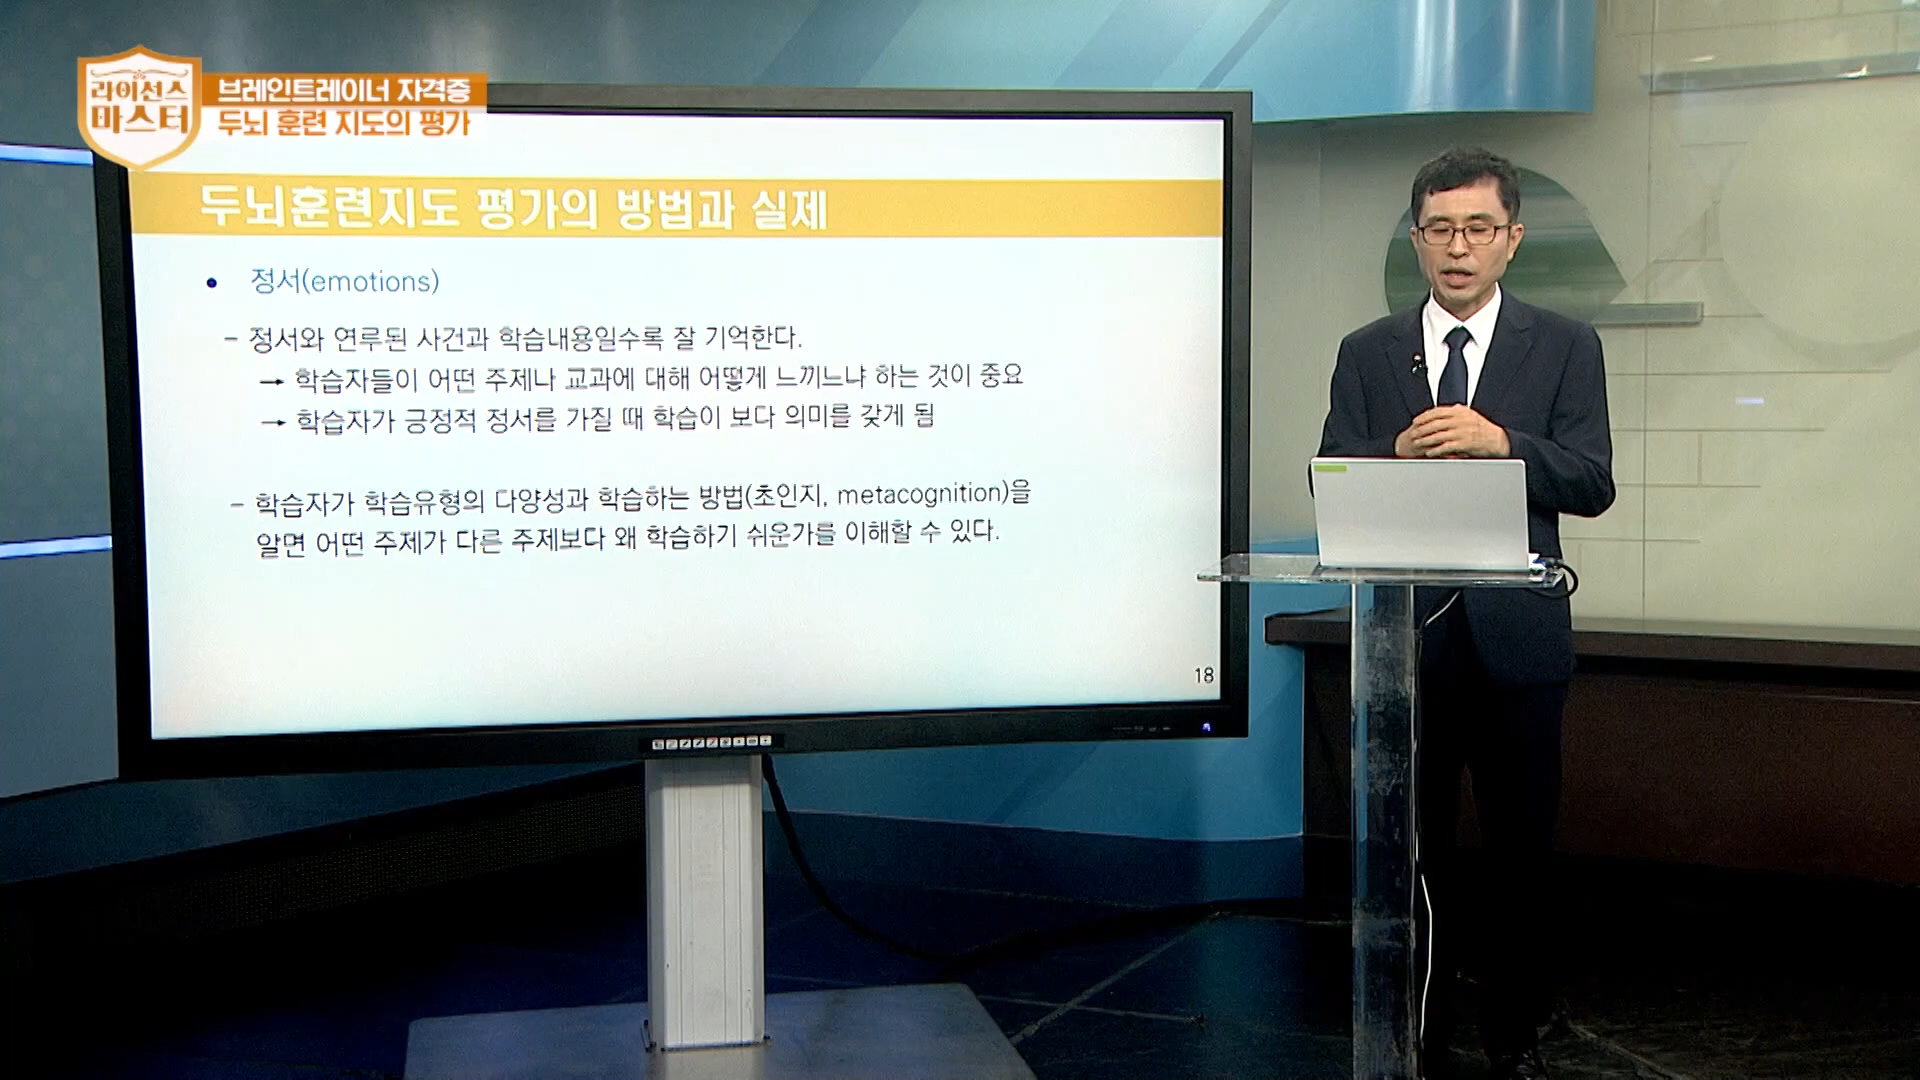 라이선스
마스터
브레인트레이너 자격증
두뇌 훈련 지도의 평가
두뇌훈련지도 평가의 방법과 실제
• 정서(emotions)
- 정서와 연루된 사건과 학습내용일수록 잘 기억한다.
→ 학습자들이 어떤 주제나 교과에 대해 어떻게 느끼느냐 하는 것이 중요
→ 학습자가 긍정적 정서를 가질 때 학습이 보다 의미를 갖게 됨
- 학습자가 학습유형의 다양성과 학습하는 방법(초인지, metacognition)을
알면 어떤 주제가 다른 주제보다 왜 학습하기 쉬운가를 이해할 수 있다.
18